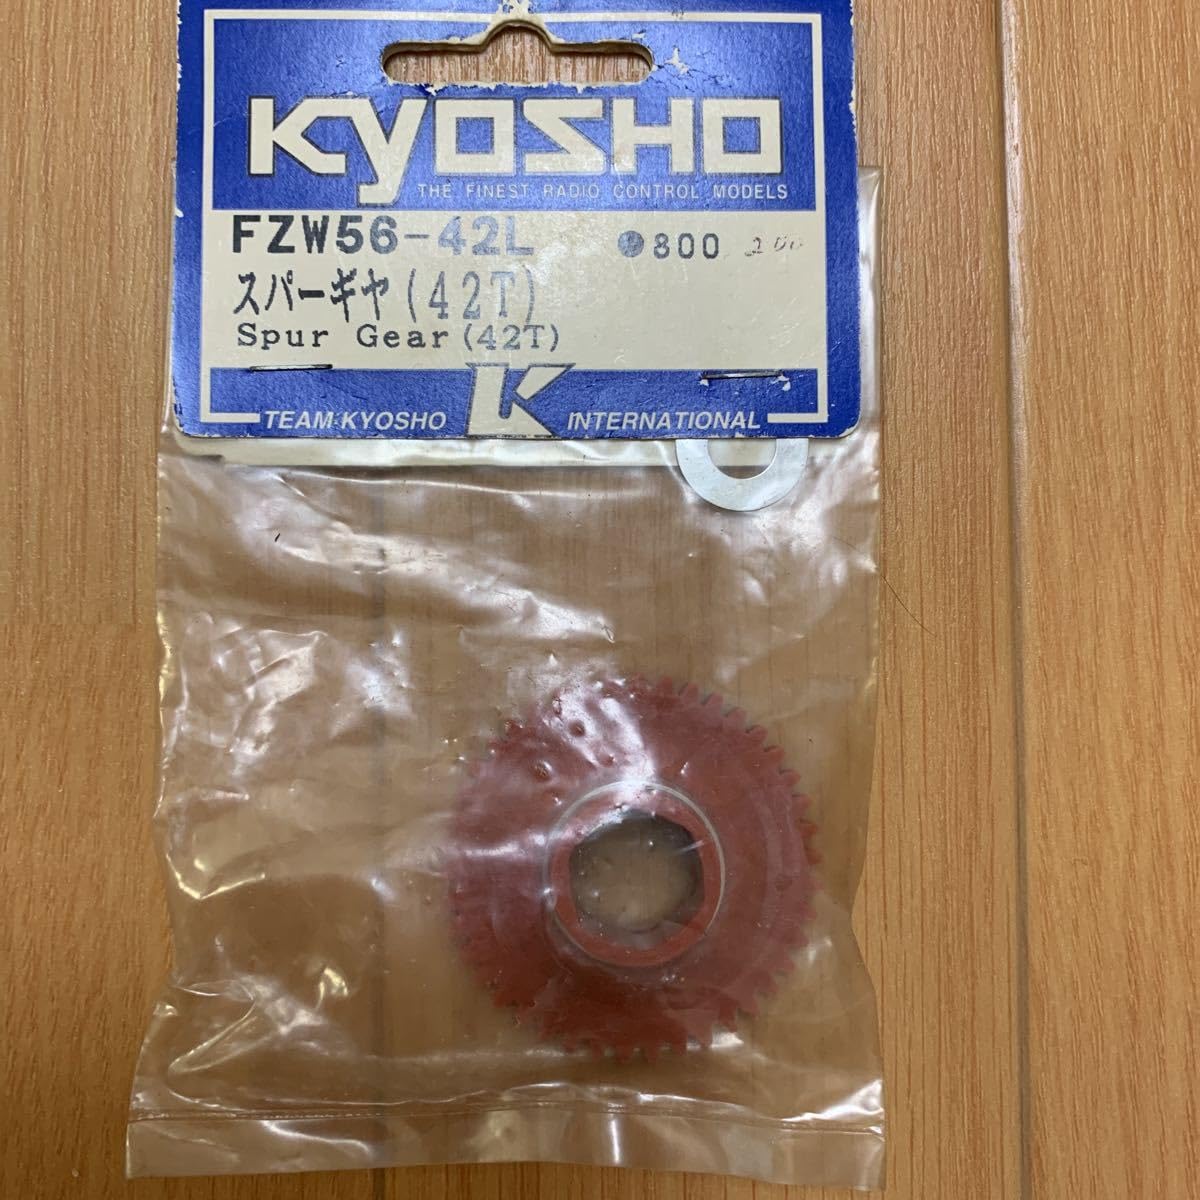 KYOSHO
THE FINEST RADIO CONTROL MODELS
FZW56-42L ●800 200
スパーギヤ(42T)
Spur Gear(42T)
TEAM KYOSHO K INTERNATIONAL